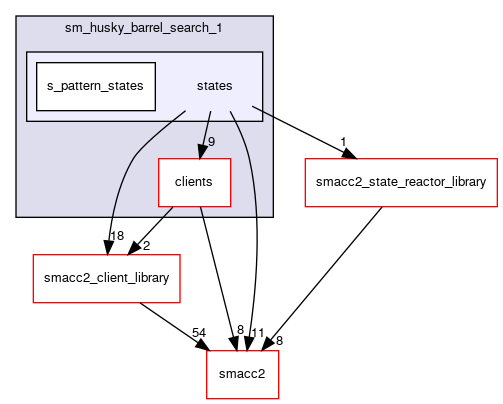 sm_husky_barrel_search_1
s_pattern_states
states
9
1
clients
smacc2_state_reactor_library
18
2
smacc2_client_library
54
8
11
8
smacc2